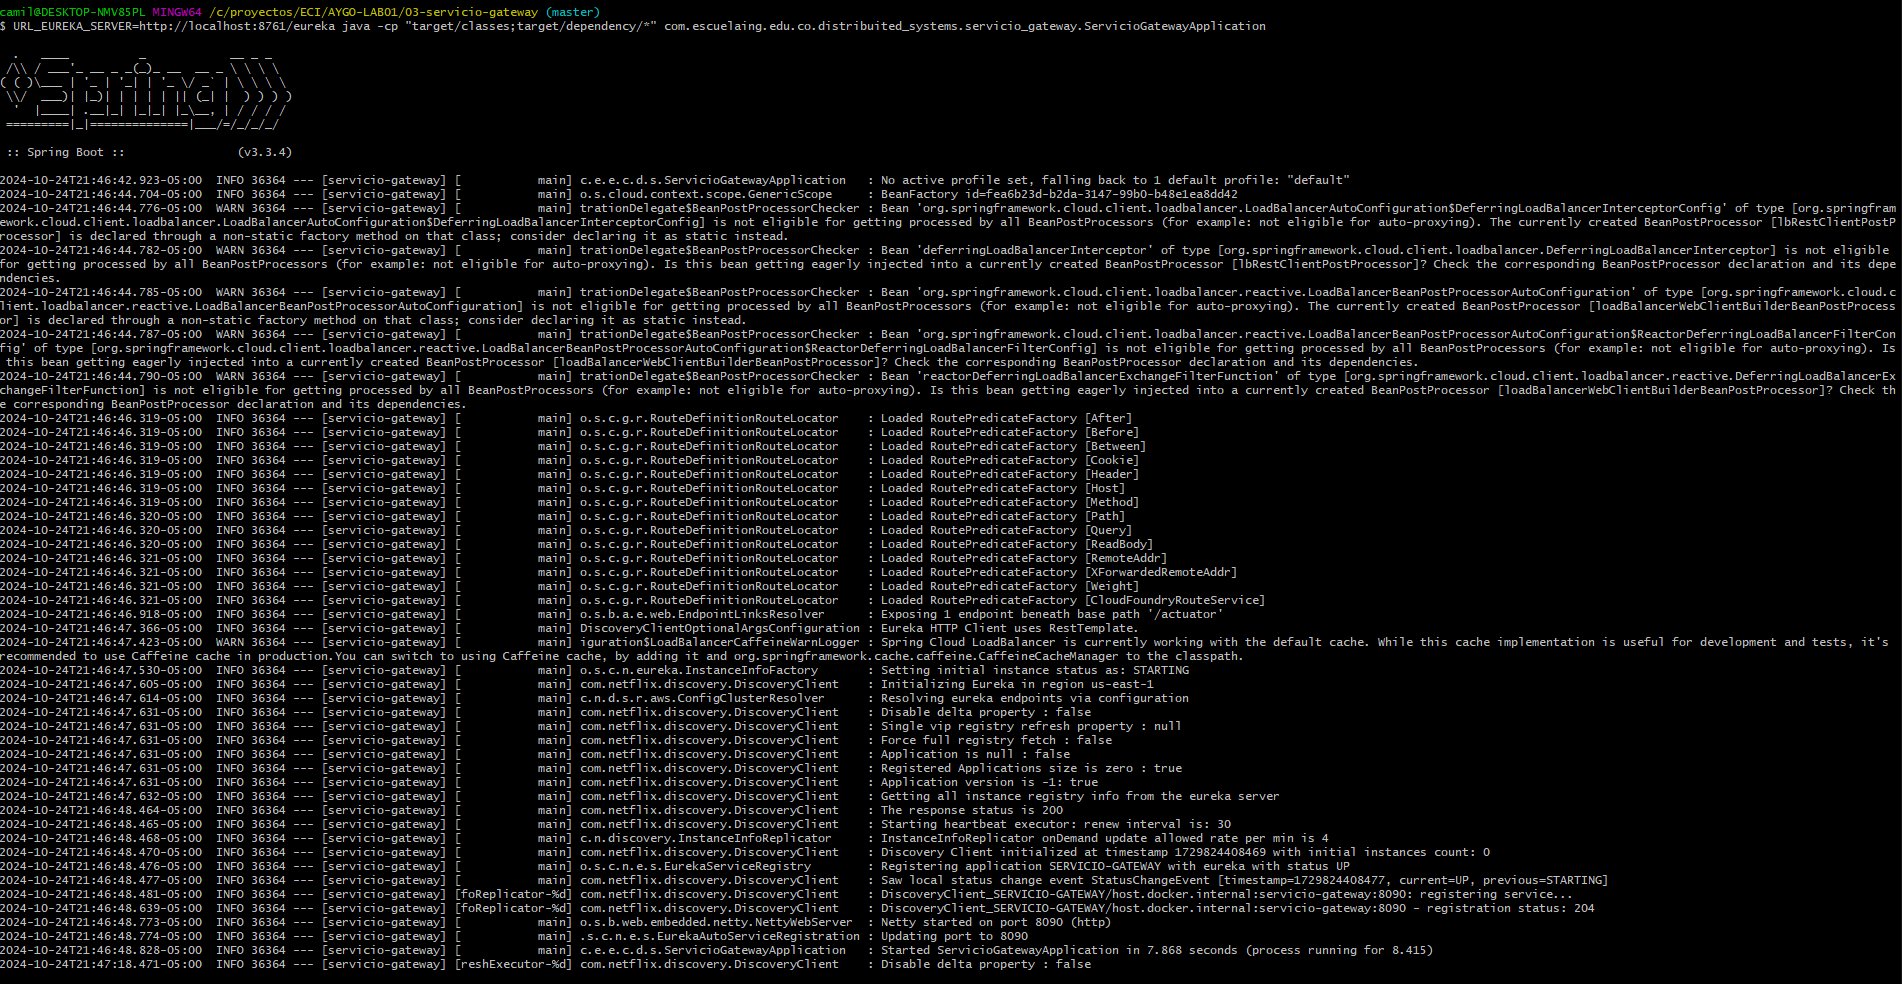 camil@DESKTOP-NMV85PL MINGW64 /c/proyectos/ECI/AYGO-LAB01/03-servicio-gateway (master)
$ URL_EUREKA_SERVER=http://localhost:8761/eureka java -cp "target/classes;target/dependency/*" com.escuelaing.edu.co.distribuited_systems.servicio_gateway.ServicioGatewayApplication
  .   ____          _            __ _ _
 /\\ / ___'_ __ _ _(_)_ __  __ _ \ \ \ \
( ( )\___ | '_ | '_| | '_ \/ _` | \ \ \ \
 \\/  ___)| |_)| | | | | || (_| |  ) ) ) )
  '  |____| .__|_| |_|_| |_\__, | / / / /
 =========|_|==============|___/=/_/_/_/
 :: Spring Boot ::                (v3.3.4)
2024-10-24T21:46:42.923-05:00  INFO 36364 --- [servicio-gateway] [           main] c.e.e.c.d.s.ServicioGatewayApplication   : No active profile set, falling back to 1 default profile: "default"
2024-10-24T21:46:44.704-05:00  INFO 36364 --- [servicio-gateway] [           main] o.s.cloud.context.scope.GenericScope     : BeanFactory id=fea6b23d-b2da-3147-99b0-b48e1ea8dd42
2024-10-24T21:46:44.776-05:00  WARN 36364 --- [servicio-gateway] [           main] trationDelegate$BeanPostProcessorChecker : Bean 'org.springframework.cloud.client.loadbalancer.LoadBalancerAutoConfiguration$DeferringLoadBalancerInterceptorConfig' of type [org.springfram
ework.cloud.client.loadbalancer.LoadBalancerAutoConfiguration$DeferringLoadBalancerInterceptorConfig] is not eligible for getting processed by all BeanPostProcessors (for example: not eligible for auto-proxying). The currently created BeanPostProcessor [lbRestClientPostP
rocessor] is declared through a non-static factory method on that class; consider declaring it as static instead.
2024-10-24T21:46:44.782-05:00  WARN 36364 --- [servicio-gateway] [           main] trationDelegate$BeanPostProcessorChecker : Bean 'deferringLoadBalancerInterceptor' of type [org.springframework.cloud.client.loadbalancer.DeferringLoadBalancerInterceptor] is not eligible
for getting processed by all BeanPostProcessors (for example: not eligible for auto-proxying). Is this bean getting eagerly injected into a currently created BeanPostProcessor [lbRestClientPostProcessor]? Check the corresponding BeanPostProcessor declaration and its depe
ndencies.
2024-10-24T21:46:44.785-05:00  WARN 36364 --- [servicio-gateway] [           main] trationDelegate$BeanPostProcessorChecker : Bean 'org.springframework.cloud.client.loadbalancer.reactive.LoadBalancerBeanPostProcessorAutoConfiguration' of type [org.springframework.cloud.c
lient.loadbalancer.reactive.LoadBalancerBeanPostProcessorAutoConfiguration] is not eligible for getting processed by all BeanPostProcessors (for example: not eligible for auto-proxying). The currently created BeanPostProcessor [loadBalancerWebClientBuilderBeanPostProcess
or] is declared through a non-static factory method on that class; consider declaring it as static instead.
2024-10-24T21:46:44.787-05:00  WARN 36364 --- [servicio-gateway] [           main] trationDelegate$BeanPostProcessorChecker : Bean 'org.springframework.cloud.client.loadbalancer.reactive.LoadBalancerBeanPostProcessorAutoConfiguration$ReactorDeferringLoadBalancerFilterCon
fig' of type [org.springframework.cloud.client.loadbalancer.reactive.LoadBalancerBeanPostProcessorAutoConfiguration$ReactorDeferringLoadBalancerFilterConfig] is not eligible for getting processed by all BeanPostProcessors (for example: not eligible for auto-proxying). Is
 this bean getting eagerly injected into a currently created BeanPostProcessor [loadBalancerWebClientBuilderBeanPostProcessor]? Check the corresponding BeanPostProcessor declaration and its dependencies.
2024-10-24T21:46:44.790-05:00  WARN 36364 --- [servicio-gateway] [           main] trationDelegate$BeanPostProcessorChecker : Bean 'reactorDeferringLoadBalancerExchangeFilterFunction' of type [org.springframework.cloud.client.loadbalancer.reactive.DeferringLoadBalancerEx
changeFilterFunction] is not eligible for getting processed by all BeanPostProcessors (for example: not eligible for auto-proxying). Is this bean getting eagerly injected into a currently created BeanPostProcessor [loadBalancerWebClientBuilderBeanPostProcessor]? Check th
e corresponding BeanPostProcessor declaration and its dependencies.
2024-10-24T21:46:46.319-05:00  INFO 36364 --- [servicio-gateway] [           main] o.s.c.g.r.RouteDefinitionRouteLocator    : Loaded RoutePredicateFactory [After]
2024-10-24T21:46:46.319-05:00  INFO 36364 --- [servicio-gateway] [           main] o.s.c.g.r.RouteDefinitionRouteLocator    : Loaded RoutePredicateFactory [Before]
2024-10-24T21:46:46.319-05:00  INFO 36364 --- [servicio-gateway] [           main] o.s.c.g.r.RouteDefinitionRouteLocator    : Loaded RoutePredicateFactory [Between]
2024-10-24T21:46:46.319-05:00  INFO 36364 --- [servicio-gateway] [           main] o.s.c.g.r.RouteDefinitionRouteLocator    : Loaded RoutePredicateFactory [Cookie]
2024-10-24T21:46:46.319-05:00  INFO 36364 --- [servicio-gateway] [           main] o.s.c.g.r.RouteDefinitionRouteLocator    : Loaded RoutePredicateFactory [Header]
2024-10-24T21:46:46.319-05:00  INFO 36364 --- [servicio-gateway] [           main] o.s.c.g.r.RouteDefinitionRouteLocator    : Loaded RoutePredicateFactory [Host]
2024-10-24T21:46:46.319-05:00  INFO 36364 --- [servicio-gateway] [           main] o.s.c.g.r.RouteDefinitionRouteLocator    : Loaded RoutePredicateFactory [Method]
2024-10-24T21:46:46.320-05:00  INFO 36364 --- [servicio-gateway] [           main] o.s.c.g.r.RouteDefinitionRouteLocator    : Loaded RoutePredicateFactory [Path]
2024-10-24T21:46:46.320-05:00  INFO 36364 --- [servicio-gateway] [           main] o.s.c.g.r.RouteDefinitionRouteLocator    : Loaded RoutePredicateFactory [Query]
2024-10-24T21:46:46.320-05:00  INFO 36364 --- [servicio-gateway] [           main] o.s.c.g.r.RouteDefinitionRouteLocator    : Loaded RoutePredicateFactory [ReadBody]
2024-10-24T21:46:46.321-05:00  INFO 36364 --- [servicio-gateway] [           main] o.s.c.g.r.RouteDefinitionRouteLocator    : Loaded RoutePredicateFactory [RemoteAddr]
2024-10-24T21:46:46.321-05:00  INFO 36364 --- [servicio-gateway] [           main] o.s.c.g.r.RouteDefinitionRouteLocator    : Loaded RoutePredicateFactory [XForwardedRemoteAddr]
2024-10-24T21:46:46.321-05:00  INFO 36364 --- [servicio-gateway] [           main] o.s.c.g.r.RouteDefinitionRouteLocator    : Loaded RoutePredicateFactory [Weight]
2024-10-24T21:46:46.321-05:00  INFO 36364 --- [servicio-gateway] [           main] o.s.c.g.r.RouteDefinitionRouteLocator    : Loaded RoutePredicateFactory [CloudFoundryRouteService]
2024-10-24T21:46:46.918-05:00  INFO 36364 --- [servicio-gateway] [           main] o.s.b.a.e.web.EndpointLinksResolver      : Exposing 1 endpoint beneath base path '/actuator'
2024-10-24T21:46:47.366-05:00  INFO 36364 --- [servicio-gateway] [           main] DiscoveryClientOptionalArgsConfiguration : Eureka HTTP Client uses RestTemplate.
2024-10-24T21:46:47.423-05:00  WARN 36364 --- [servicio-gateway] [           main] iguration$LoadBalancerCaffeineWarnLogger : Spring Cloud LoadBalancer is currently working with the default cache. While this cache implementation is useful for development and tests, it's
recommended to use Caffeine cache in production.You can switch to using Caffeine cache, by adding it and org.springframework.cache.caffeine.CaffeineCacheManager to the classpath.
2024-10-24T21:46:47.530-05:00  INFO 36364 --- [servicio-gateway] [           main] o.s.c.n.eureka.InstanceInfoFactory       : Setting initial instance status as: STARTING
2024-10-24T21:46:47.605-05:00  INFO 36364 --- [servicio-gateway] [           main] com.netflix.discovery.DiscoveryClient    : Initializing Eureka in region us-east-1
2024-10-24T21:46:47.614-05:00  INFO 36364 --- [servicio-gateway] [           main] c.n.d.s.r.aws.ConfigClusterResolver      : Resolving eureka endpoints via configuration
2024-10-24T21:46:47.631-05:00  INFO 36364 --- [servicio-gateway] [           main] com.netflix.discovery.DiscoveryClient    : Disable delta property : false
2024-10-24T21:46:47.631-05:00  INFO 36364 --- [servicio-gateway] [           main] com.netflix.discovery.DiscoveryClient    : Single vip registry refresh property : null
2024-10-24T21:46:47.631-05:00  INFO 36364 --- [servicio-gateway] [           main] com.netflix.discovery.DiscoveryClient    : Force full registry fetch : false
2024-10-24T21:46:47.631-05:00  INFO 36364 --- [servicio-gateway] [           main] com.netflix.discovery.DiscoveryClient    : Application is null : false
2024-10-24T21:46:47.631-05:00  INFO 36364 --- [servicio-gateway] [           main] com.netflix.discovery.DiscoveryClient    : Registered Applications size is zero : true
2024-10-24T21:46:47.631-05:00  INFO 36364 --- [servicio-gateway] [           main] com.netflix.discovery.DiscoveryClient    : Application version is -1: true
2024-10-24T21:46:47.632-05:00  INFO 36364 --- [servicio-gateway] [           main] com.netflix.discovery.DiscoveryClient    : Getting all instance registry info from the eureka server
2024-10-24T21:46:48.464-05:00  INFO 36364 --- [servicio-gateway] [           main] com.netflix.discovery.DiscoveryClient    : The response status is 200
2024-10-24T21:46:48.465-05:00  INFO 36364 --- [servicio-gateway] [           main] com.netflix.discovery.DiscoveryClient    : Starting heartbeat executor: renew interval is: 30
2024-10-24T21:46:48.468-05:00  INFO 36364 --- [servicio-gateway] [           main] c.n.discovery.InstanceInfoReplicator     : InstanceInfoReplicator onDemand update allowed rate per min is 4
2024-10-24T21:46:48.470-05:00  INFO 36364 --- [servicio-gateway] [           main] com.netflix.discovery.DiscoveryClient    : Discovery Client initialized at timestamp 1729824408469 with initial instances count: 0
2024-10-24T21:46:48.476-05:00  INFO 36364 --- [servicio-gateway] [           main] o.s.c.n.e.s.EurekaServiceRegistry        : Registering application SERVICIO-GATEWAY with eureka with status UP
2024-10-24T21:46:48.477-05:00  INFO 36364 --- [servicio-gateway] [           main] com.netflix.discovery.DiscoveryClient    : Saw local status change event StatusChangeEvent [timestamp=1729824408477, current=UP, previous=STARTING]
2024-10-24T21:46:48.481-05:00  INFO 36364 --- [servicio-gateway] [foReplicator-%d] com.netflix.discovery.DiscoveryClient    : DiscoveryClient_SERVICIO-GATEWAY/host.docker.internal:servicio-gateway:8090: registering service...
2024-10-24T21:46:48.639-05:00  INFO 36364 --- [servicio-gateway] [foReplicator-%d] com.netflix.discovery.DiscoveryClient    : DiscoveryClient_SERVICIO-GATEWAY/host.docker.internal:servicio-gateway:8090 - registration status: 204
2024-10-24T21:46:48.773-05:00  INFO 36364 --- [servicio-gateway] [           main] o.s.b.web.embedded.netty.NettyWebServer  : Netty started on port 8090 (http)
2024-10-24T21:46:48.774-05:00  INFO 36364 --- [servicio-gateway] [           main] .s.c.n.e.s.EurekaAutoServiceRegistration : Updating port to 8090
2024-10-24T21:46:48.828-05:00  INFO 36364 --- [servicio-gateway] [           main] c.e.e.c.d.s.ServicioGatewayApplication   : Started ServicioGatewayApplication in 7.868 seconds (process running for 8.415)
2024-10-24T21:47:18.471-05:00  INFO 36364 --- [servicio-gateway] [reshExecutor-%d] com.netflix.discovery.DiscoveryClient    : Disable delta property : false